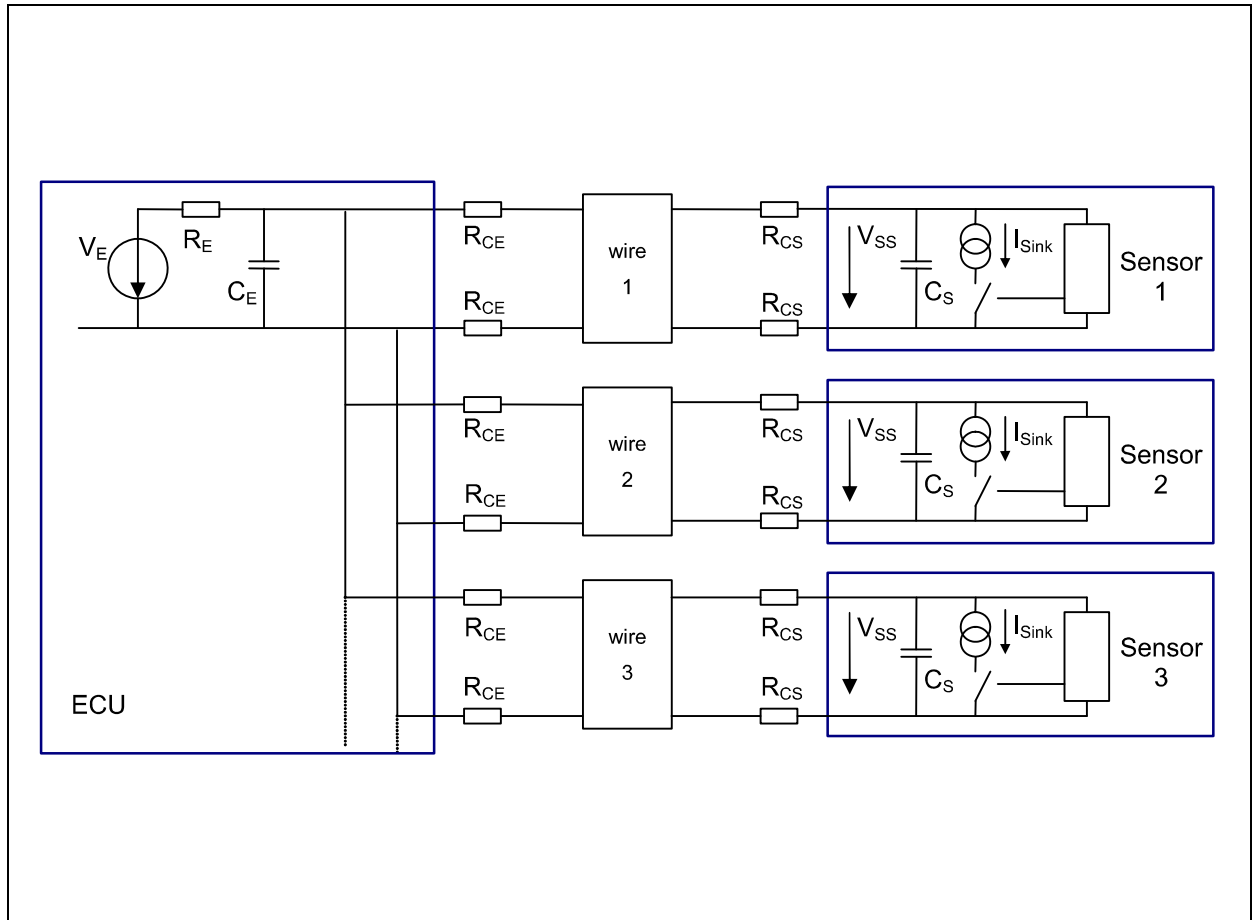 V_E
R_E
C_E
ECU
R_CE
R_CE
wire
1
R_CS
R_CS
V_SS
C_S
I_Sink
Sensor
1
R_CE
R_CE
wire
2
R_CS
R_CS
V_SS
C_S
I_Sink
Sensor
2
R_CE
R_CE
wire
3
R_CS
R_CS
V_SS
C_S
I_Sink
Sensor
3